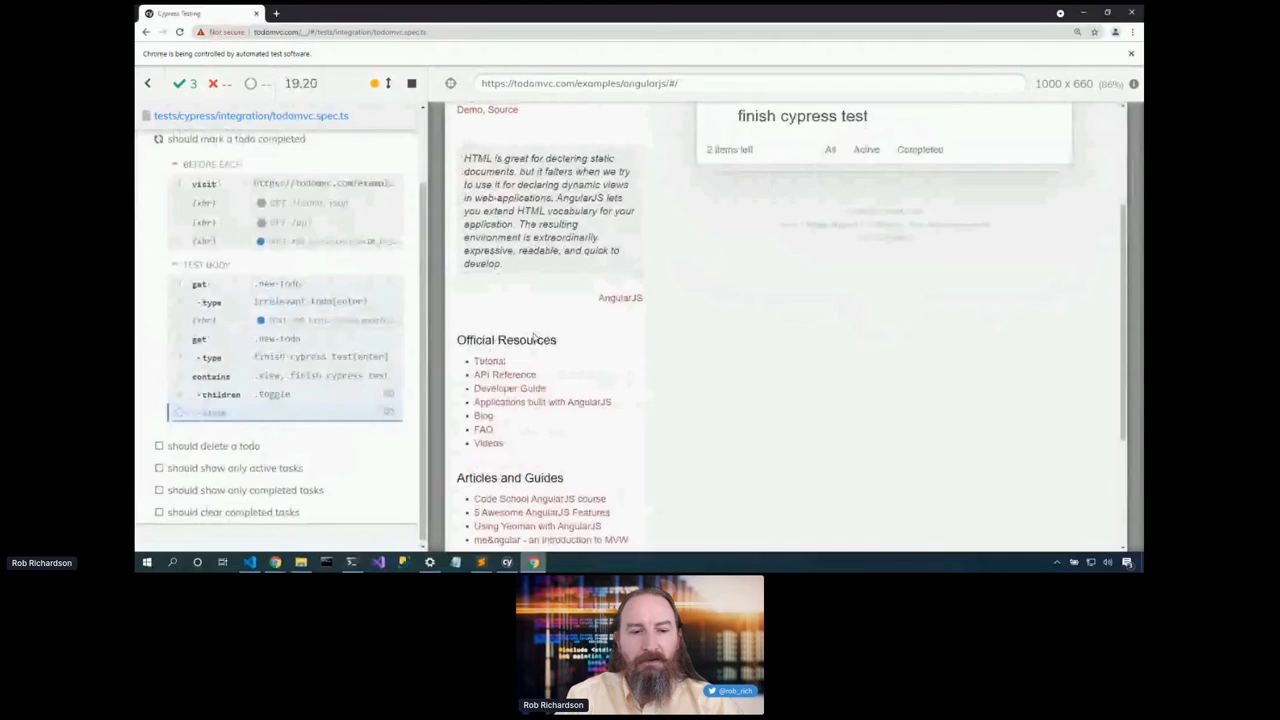 Cypress Testing
Not secure todomvc.com/__/#/tests/integration/todomvc.spec.ts
Chrome is being controlled by automated test software.
3 -- -- 19.20
https://todomvc.com/examples/angularjs/#/
1000 x 660 (86%)
tests/cypress/integration/todomvc.spec.ts
should mark a todo completed
BEFORE EACH
visit https://todomvc.com/exampl…
(xhr)
(xhr)
(xhr)
TEST BODY
get .new-todo
-type irrelevant todo{enter}
(xhr)
get .new-todo
-type finish cypress test{enter}
contains .view, finish cypress test
-children .toggle
should delete a todo
should show only active tasks
should show only completed tasks
should clear completed tasks
Demo, Source
HTML is great for declaring static
documents, but it falters when we try
to use it for declaring dynamic views
in web-applications. AngularJS lets
you extend HTML vocabulary for your
application. The resulting
environment is extraordinarily
expressive, readable, and quick to
develop.
AngularJS
Official Resources
Tutorial
API Reference
Developer Guide
Applications built with AngularJS
Blog
FAQ
Videos
Articles and Guides
Code School AngularJS course
5 Awesome AngularJS Features
Using Yeoman with AngularJS
me&ngular - an introduction to MVW
finish cypress test
2 items left All Active Completed
Rob Richardson
#include <std
int main(int a
@rob_rich
Rob Richardson